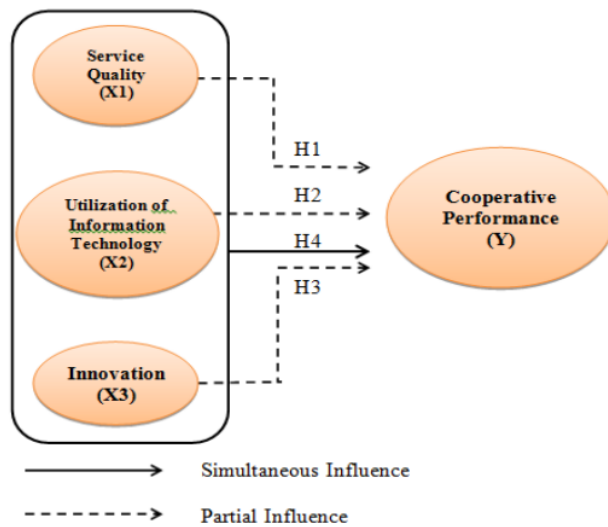 Service
Quality
(X1)
H1
Utilization of
Information
Technology
(X2)
H2
H4
H3
Cooperative
Performance
(Y)
Innovation
(X3)
Simultaneous Influence
Partial Influence